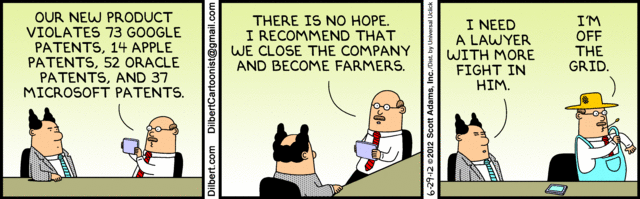 OUR NEW PRODUCT
VIOLATES 73 GOOGLE
PATENTS, 14 APPLE
PATENTS, 52 ORACLE
PATENTS, AND 37
MICROSOFT PATENTS.
Dilbert.com DilbertCartoonist@gmail.com
THERE IS NO HOPE.
I RECOMMEND THAT
WE CLOSE THE COMPANY
AND BECOME FARMERS.
6-29-12 ©2012 Scott Adams, Inc. /Dist. by Universal Uclick
I NEED
A LAWYER
WITH MORE
FIGHT IN
HIM.
I'M
OFF
THE
GRID.